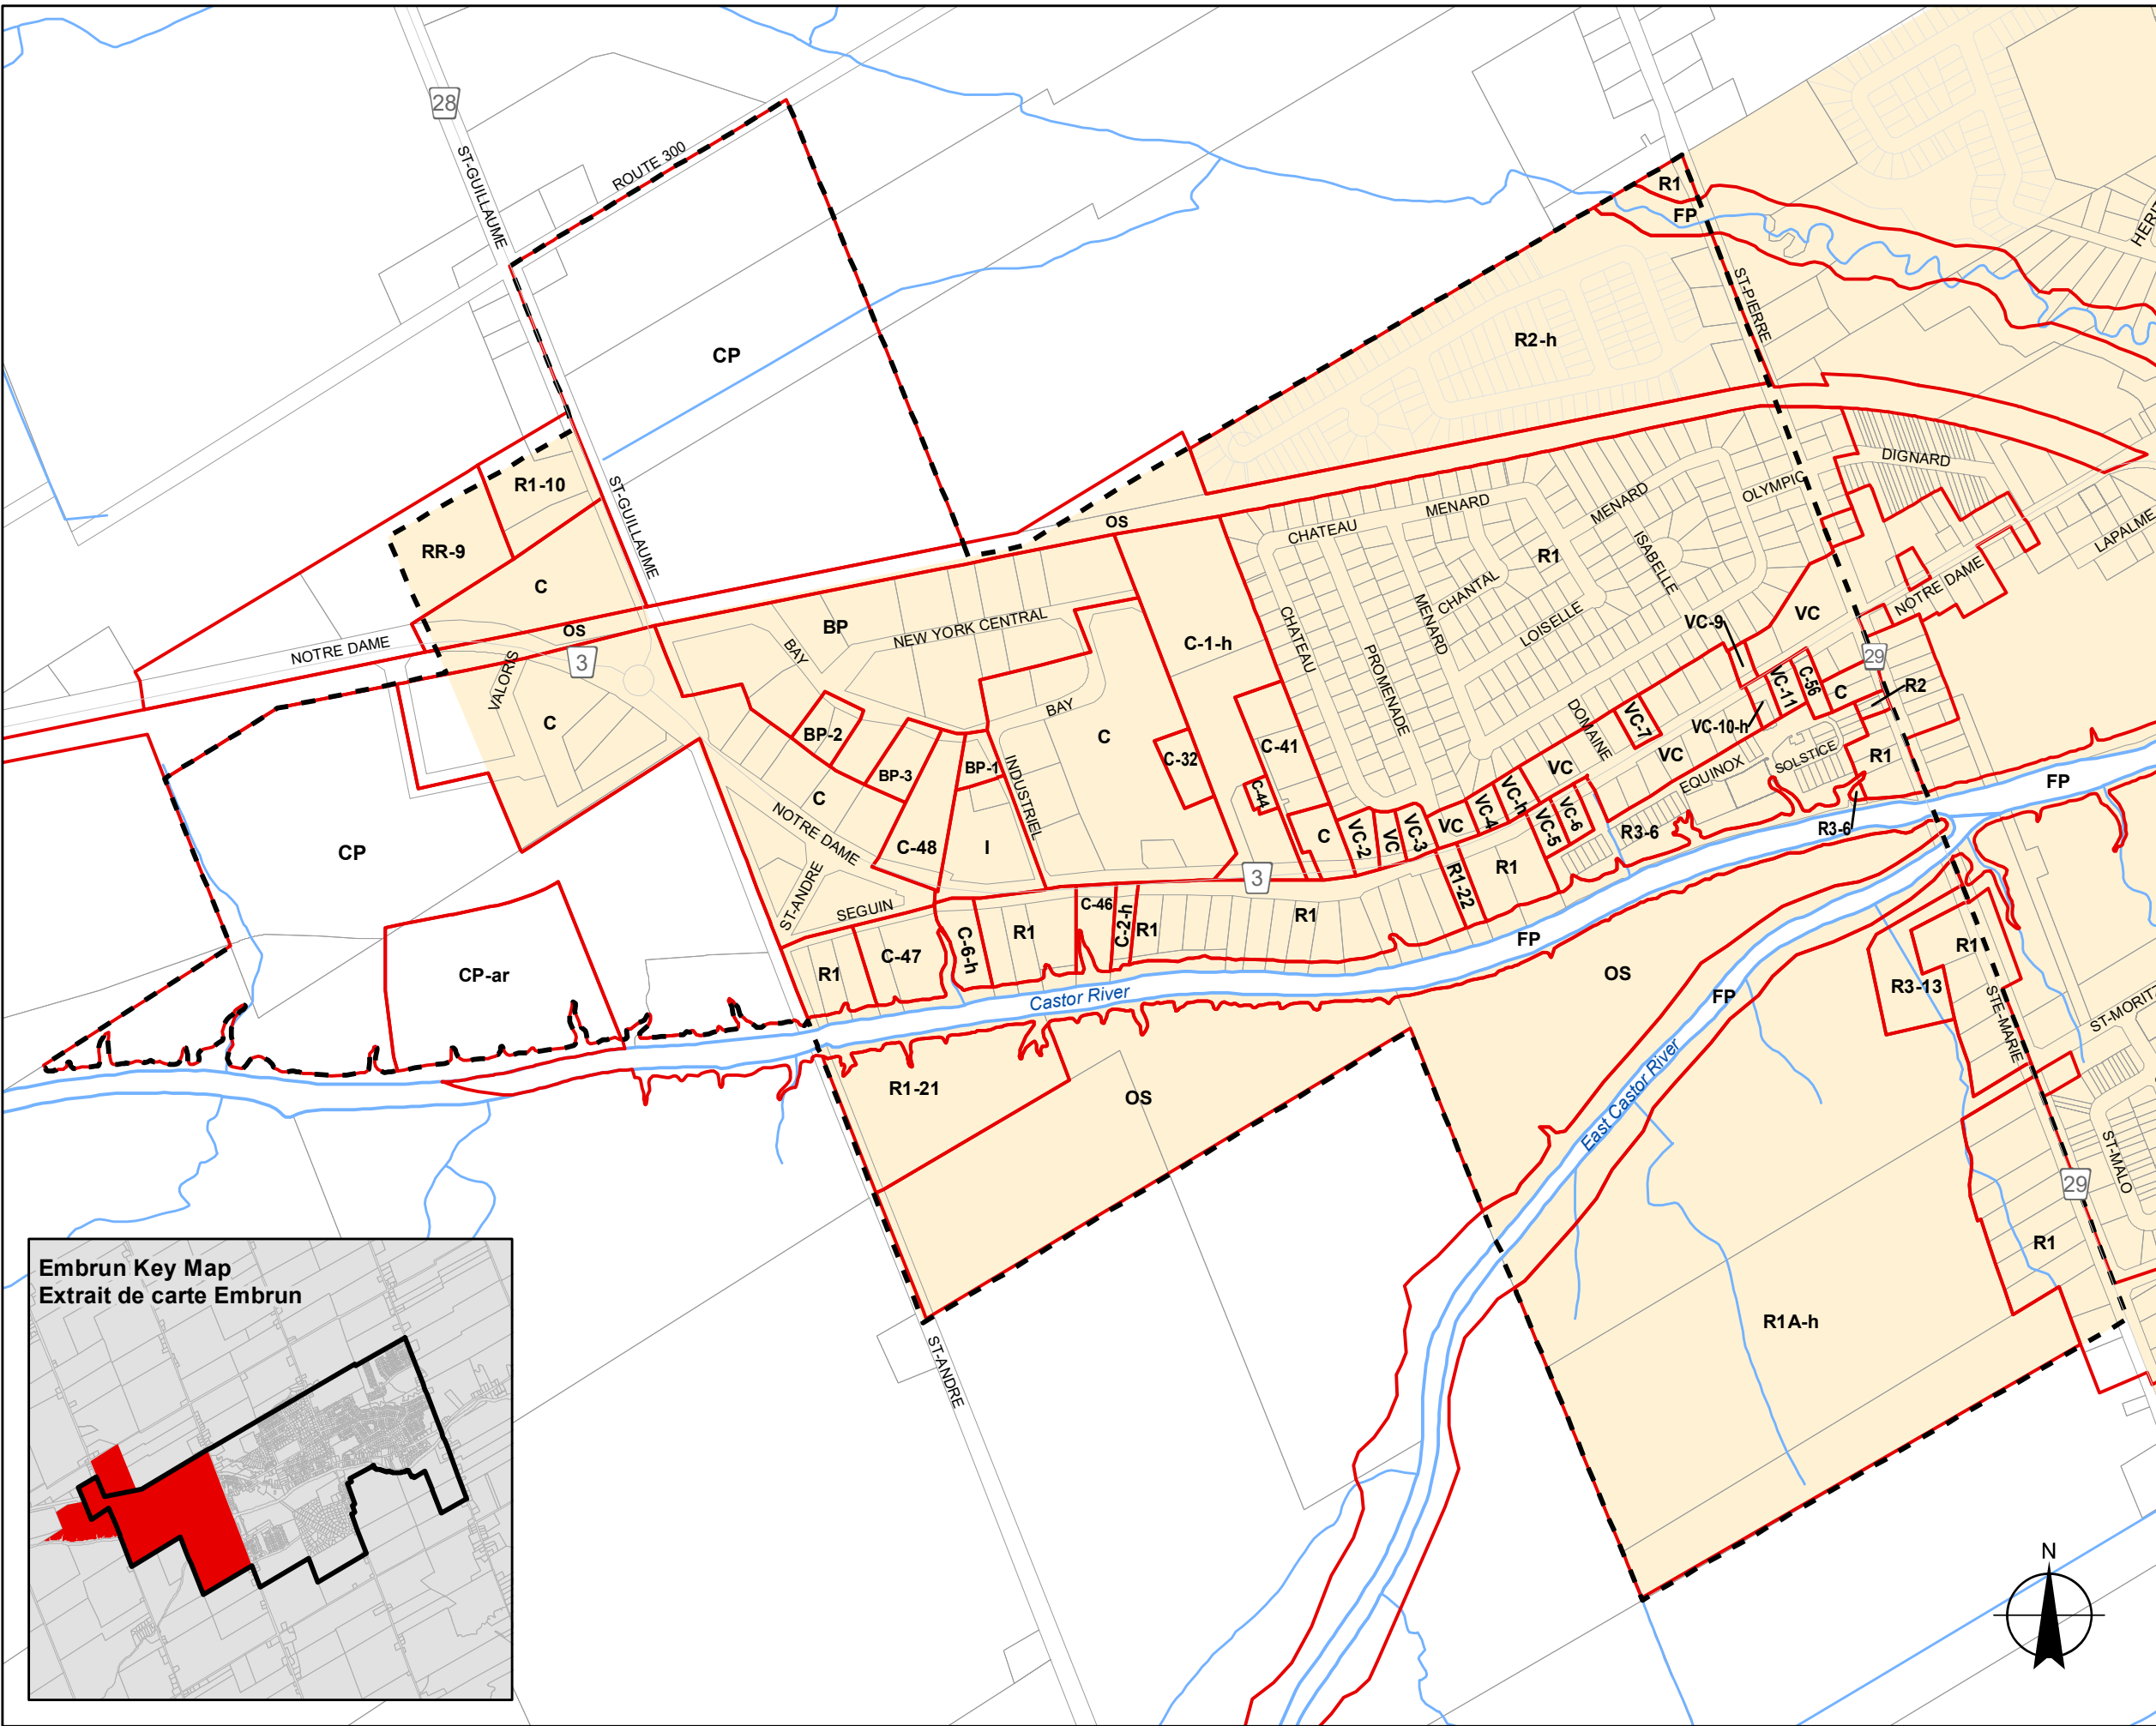 28
ST-GUILLAUME
ROUTE 300
R1
FP
HERIT
ST-PIERRE
R2-h
CP
R1-10
ST-GUILLAUME
RR-9
C
OS
OS
NOTRE DAME
3
VALORIS
C
BP
BAY
NEW YORK CENTRAL
BAY
C-1-h
CHATEAU
MENARD
MENARD
OLYMPIC
DIGNARD
LAPALME
CHATEAU
PROMENADE
MENARD
CHANTAL
R1
ISABELLE
LOISELLE
VC-9
VC
NOTRE DAME
29
VC-11
C-56
C
R2
VC-10-h
DOMAINE
VC-7
VC
VC
EQUINOX
SOLSTICE
R1
FP
BP-2
BP-3
BP-1
INDUSTRIEL
C
C-32
C-41
C-44
C
VC-2
VC
VC-3
VC
VC-4
VC-h
VC-5
VC-6
R3-6
R3-6
C
NOTRE DAME
C-48
I
3
R1-22
R1
CP
ST-ANDRE
SEGUIN
C-46
C-2-h
R1
R1
C-6-h
R1
C-47
R1
FP
CP-ar
Castor River
OS
FP
R1
R3-13
STE-MARIE
ST-MORITZ
R1-21
OS
East Castor River
ST-MALO
29
R1
R1A-h
ST-ANDRE
Embrun Key Map
Extrait de carte Embrun
N